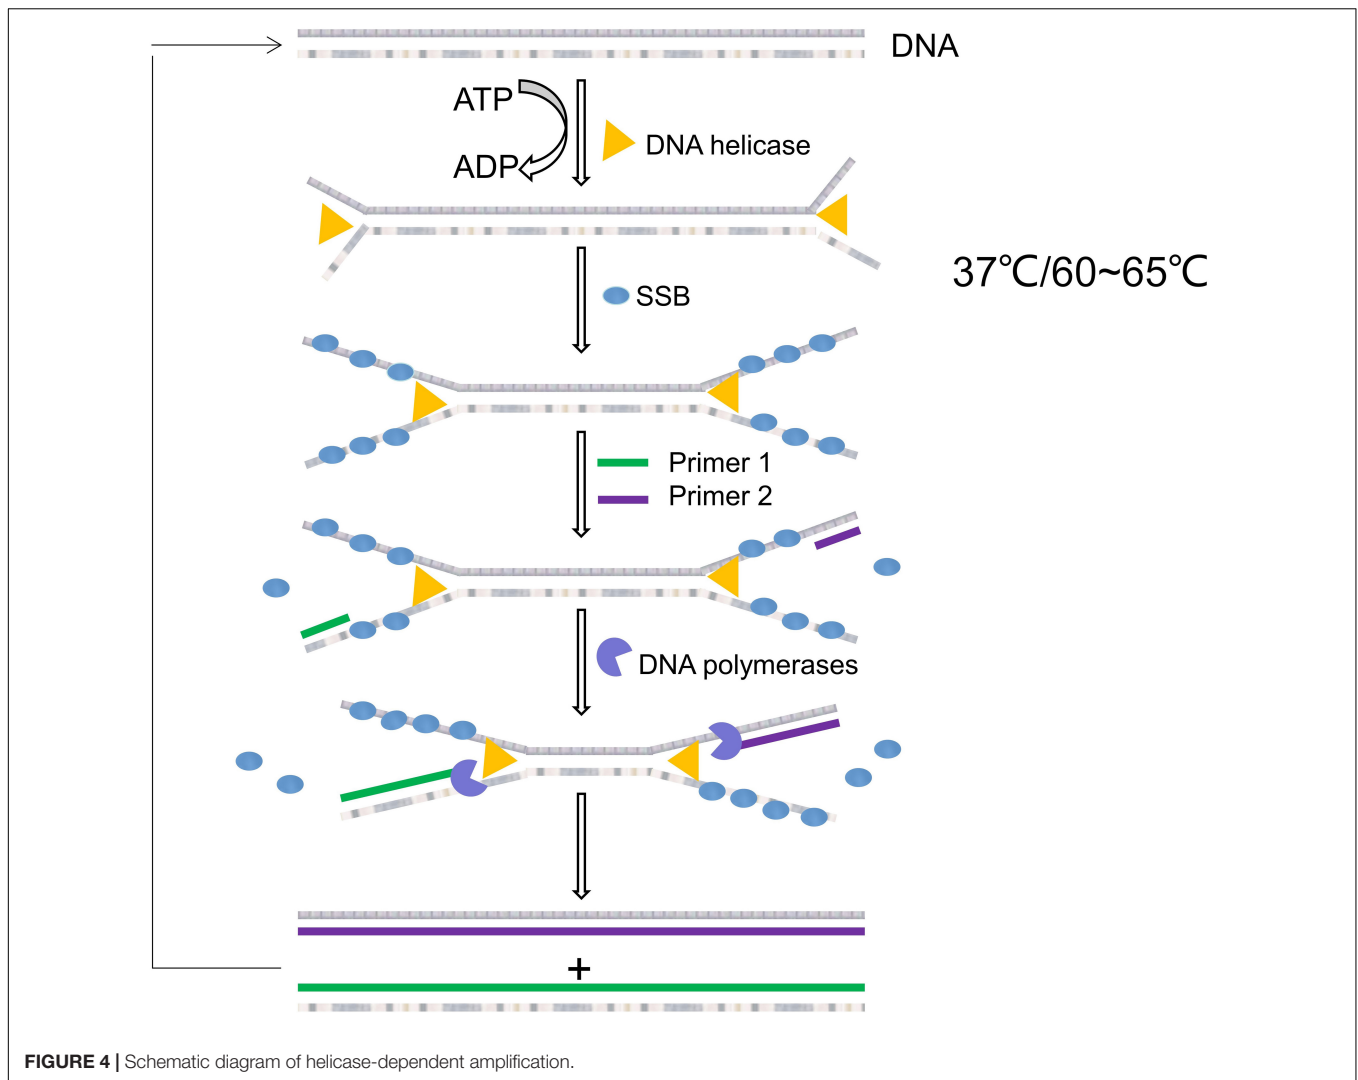 DNA
ATP
DNA helicase
ADP
37℃/60~65℃
SSB
Primer 1
Primer 2
DNA polymerases
+
FIGURE 4 | Schematic diagram of helicase-dependent amplification.